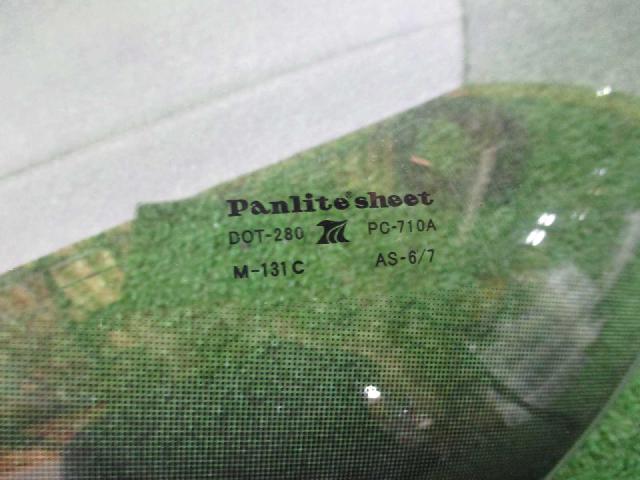 Panlite® sheet
DOT-280 PC-710A
M-131C AS-6/7